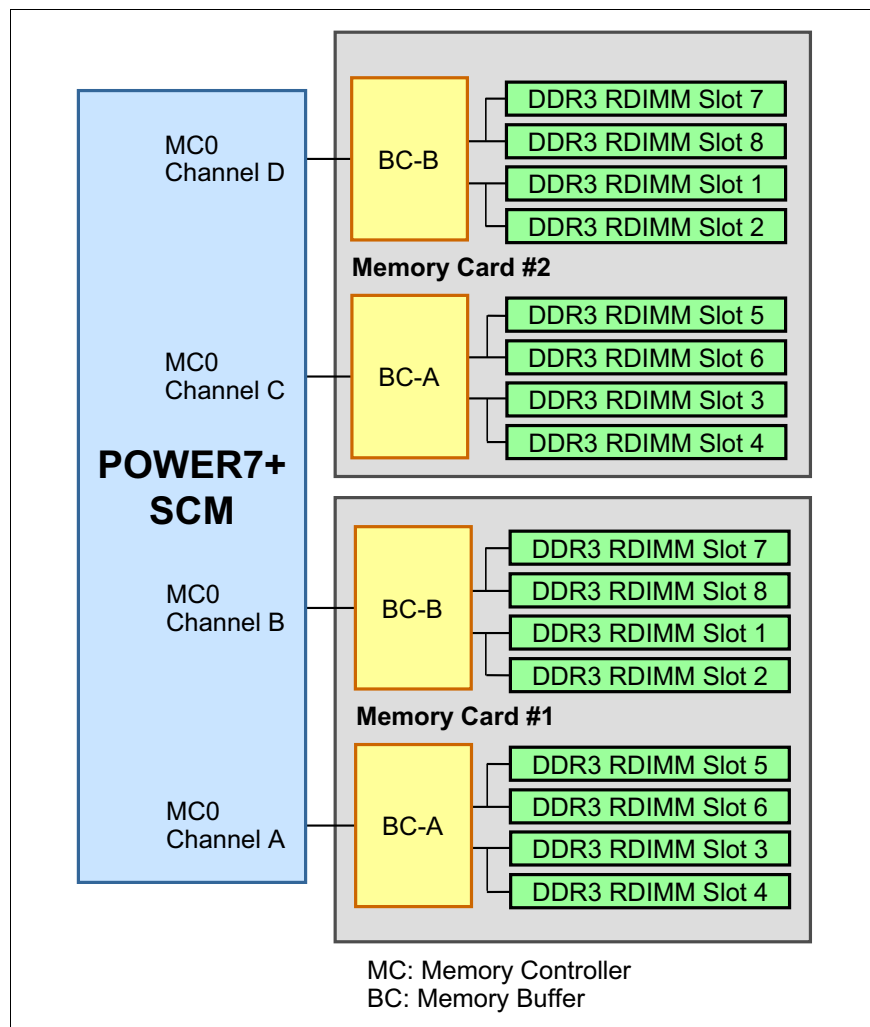 MC0
Channel D
BC-B
DDR3 RDIMM Slot 7
DDR3 RDIMM Slot 8
DDR3 RDIMM Slot 1
DDR3 RDIMM Slot 2
Memory Card #2
MC0
Channel C
BC-A
DDR3 RDIMM Slot 5
DDR3 RDIMM Slot 6
DDR3 RDIMM Slot 3
DDR3 RDIMM Slot 4
POWER7+
SCM
MC0
Channel B
BC-B
DDR3 RDIMM Slot 7
DDR3 RDIMM Slot 8
DDR3 RDIMM Slot 1
DDR3 RDIMM Slot 2
Memory Card #1
MC0
Channel A
BC-A
DDR3 RDIMM Slot 5
DDR3 RDIMM Slot 6
DDR3 RDIMM Slot 3
DDR3 RDIMM Slot 4
MC: Memory Controller
BC: Memory Buffer